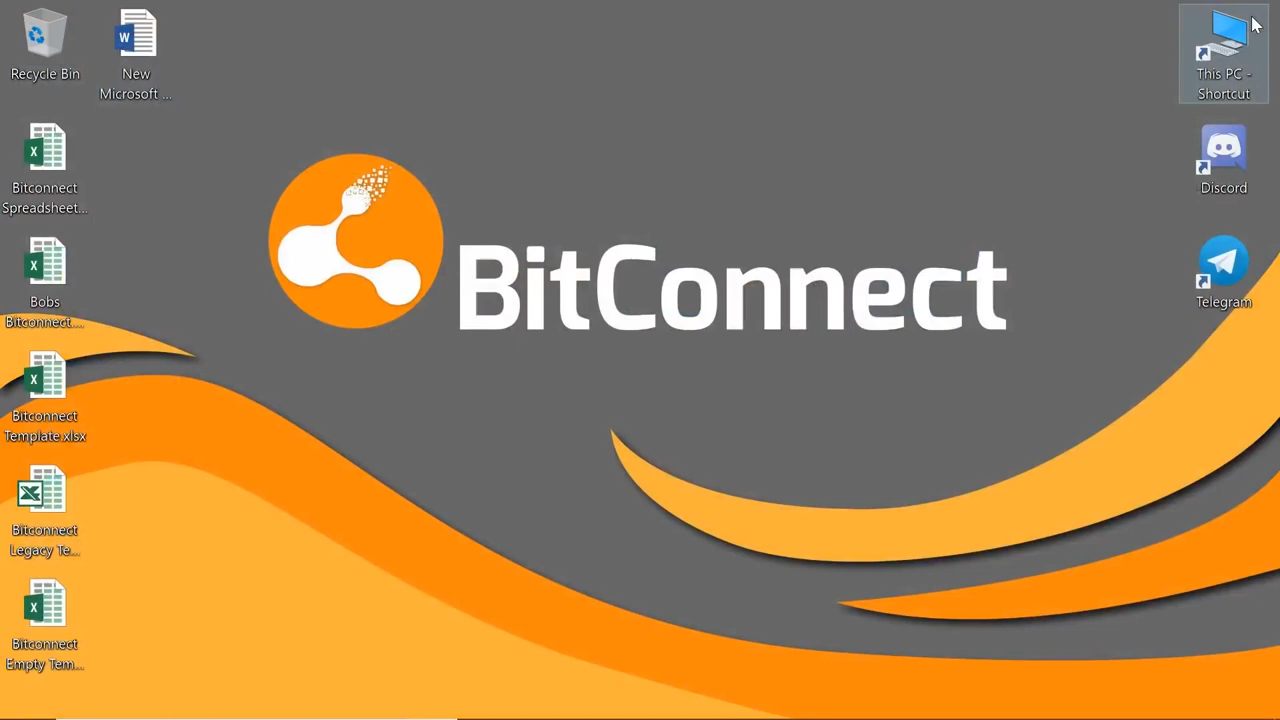 Recycle Bin
New
Microsoft ...
Bitconnect
Spreadsheet...
Bobs
Bitconnect....
Bitconnect
Template xlsx
Bitconnect
Legacy Te...
Bitconnect
Empty Tem...
BitConnect
This PC -
Shortcut
Discord
Telegram